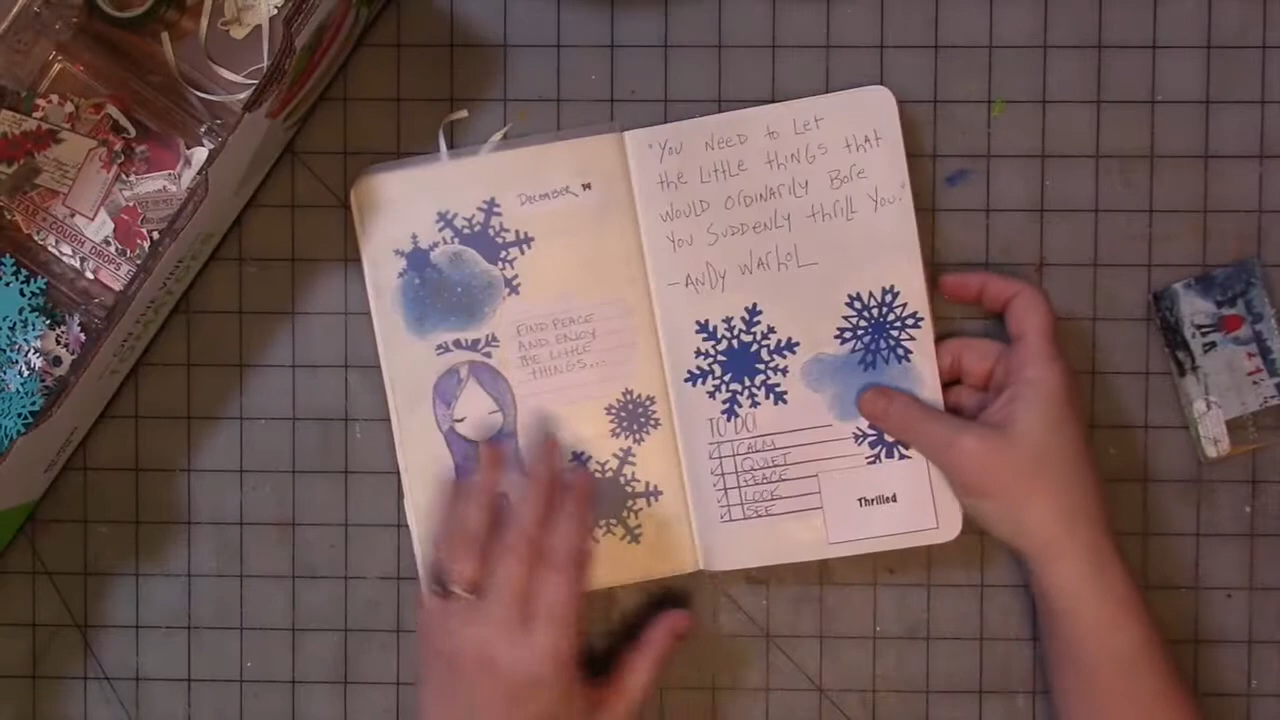 December 14
FIND PEACE
AND ENJOY
THE LITTLE
THINGS...
"YOU NEED to Let
the Little things that
WOULD ORDINARILY BORE
YOU SUDDENLY thrill YOU."
-ANDY WARHOL
TO DO
CALM
QUIET
PEACE
LOOK
SEE
Thrilled
STAR COUGH DROPS